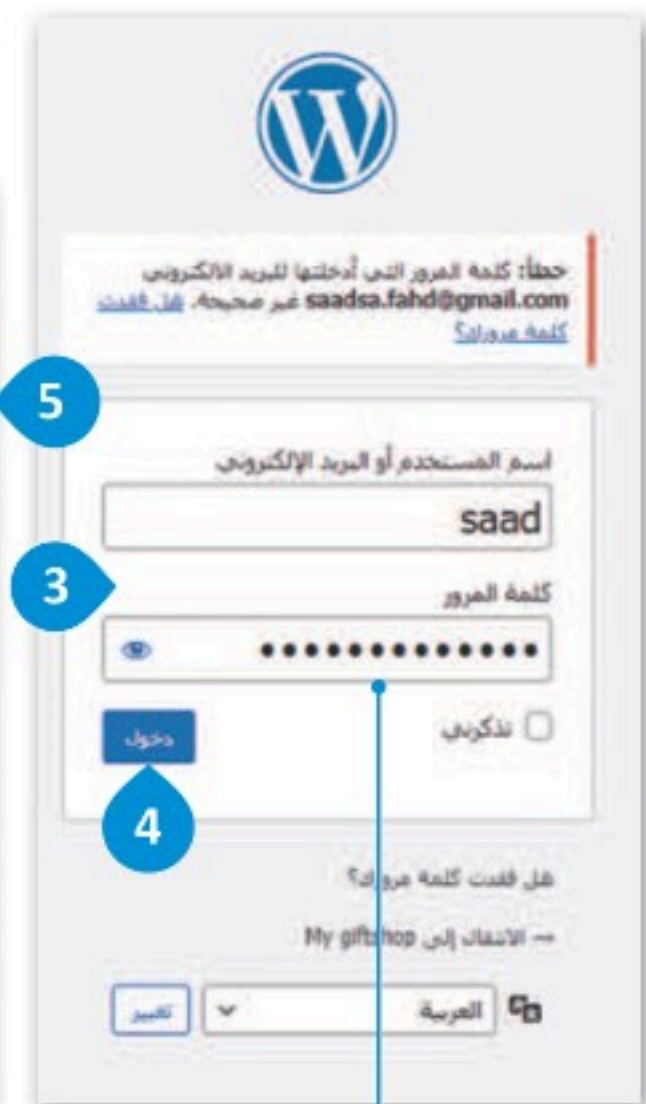 خطأ: كلمة المرور التي أدخلتها للبريد الالكتروني
saadsa.fahd@gmail.com غير صحيحة. هل فقدت
كلمة مرورك؟
5
اسم المستخدم أو البريد الإلكتروني
saad
3
كلمة المرور
•••••••••••••
تذكرني
دخول
4
هل فقدت كلمة مرورك؟
← الانتقال إلى My giftshop
العربية
تغيير